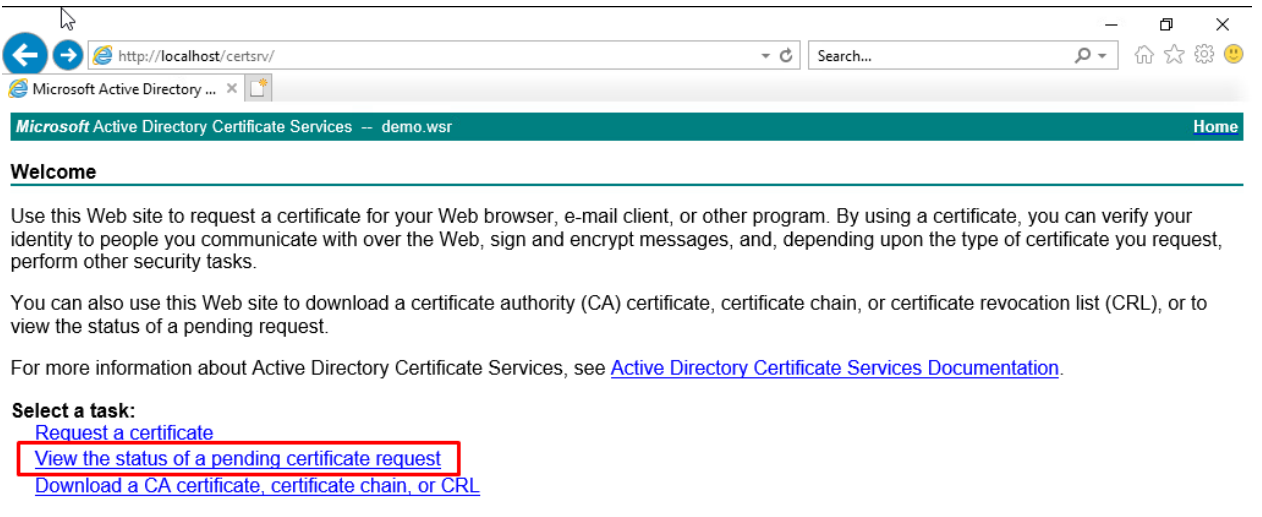 http://localhost/certsrv/
Search...
Microsoft Active Directory ...
Microsoft Active Directory Certificate Services -- demo.wsr Home
Welcome
Use this Web site to request a certificate for your Web browser, e-mail client, or other program. By using a certificate, you can verify your
identity to people you communicate with over the Web, sign and encrypt messages, and, depending upon the type of certificate you request,
perform other security tasks.
You can also use this Web site to download a certificate authority (CA) certificate, certificate chain, or certificate revocation list (CRL), or to
view the status of a pending request.
For more information about Active Directory Certificate Services, see Active Directory Certificate Services Documentation.
Select a task:
Request a certificate
View the status of a pending certificate request
Download a CA certificate, certificate chain, or CRL